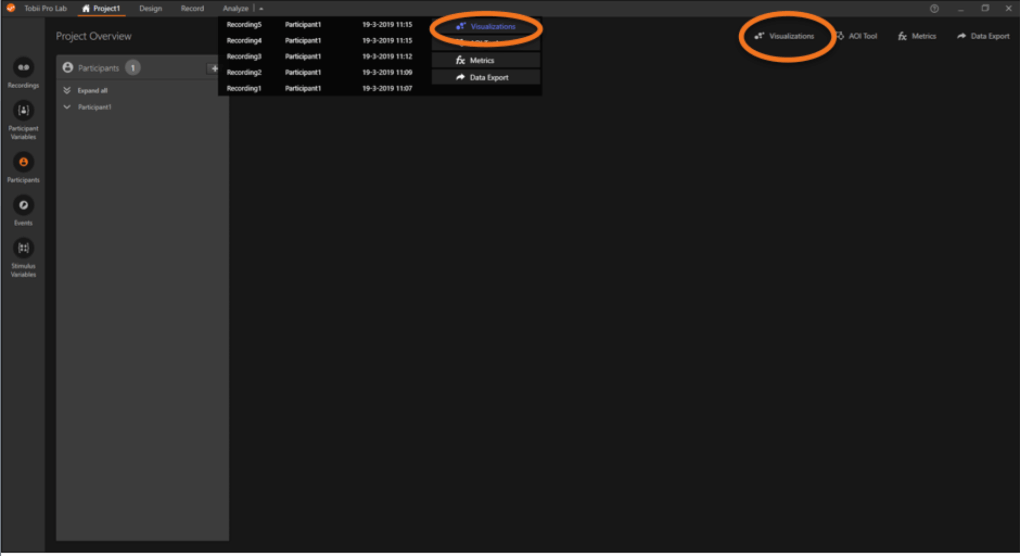 Tobii Pro Lab Project1 Design Record Analyze
Recording5 Participant1 19-3-2019 11:15 Visualizations
Project Overview
Visualizations AOI Tool fx Metrics Data Export
Recording4 Participant1 19-3-2019 11:15
Recording3 Participant1 19-3-2019 11:12 fx Metrics
Recording2 Participant1 19-3-2019 11:09 Data Export
Recording1 Participant1 19-3-2019 11:07
Participants 1 +
Expand all
Participant1
Recordings
Participant
Variables
Participants
Events
Stimulus
Variables